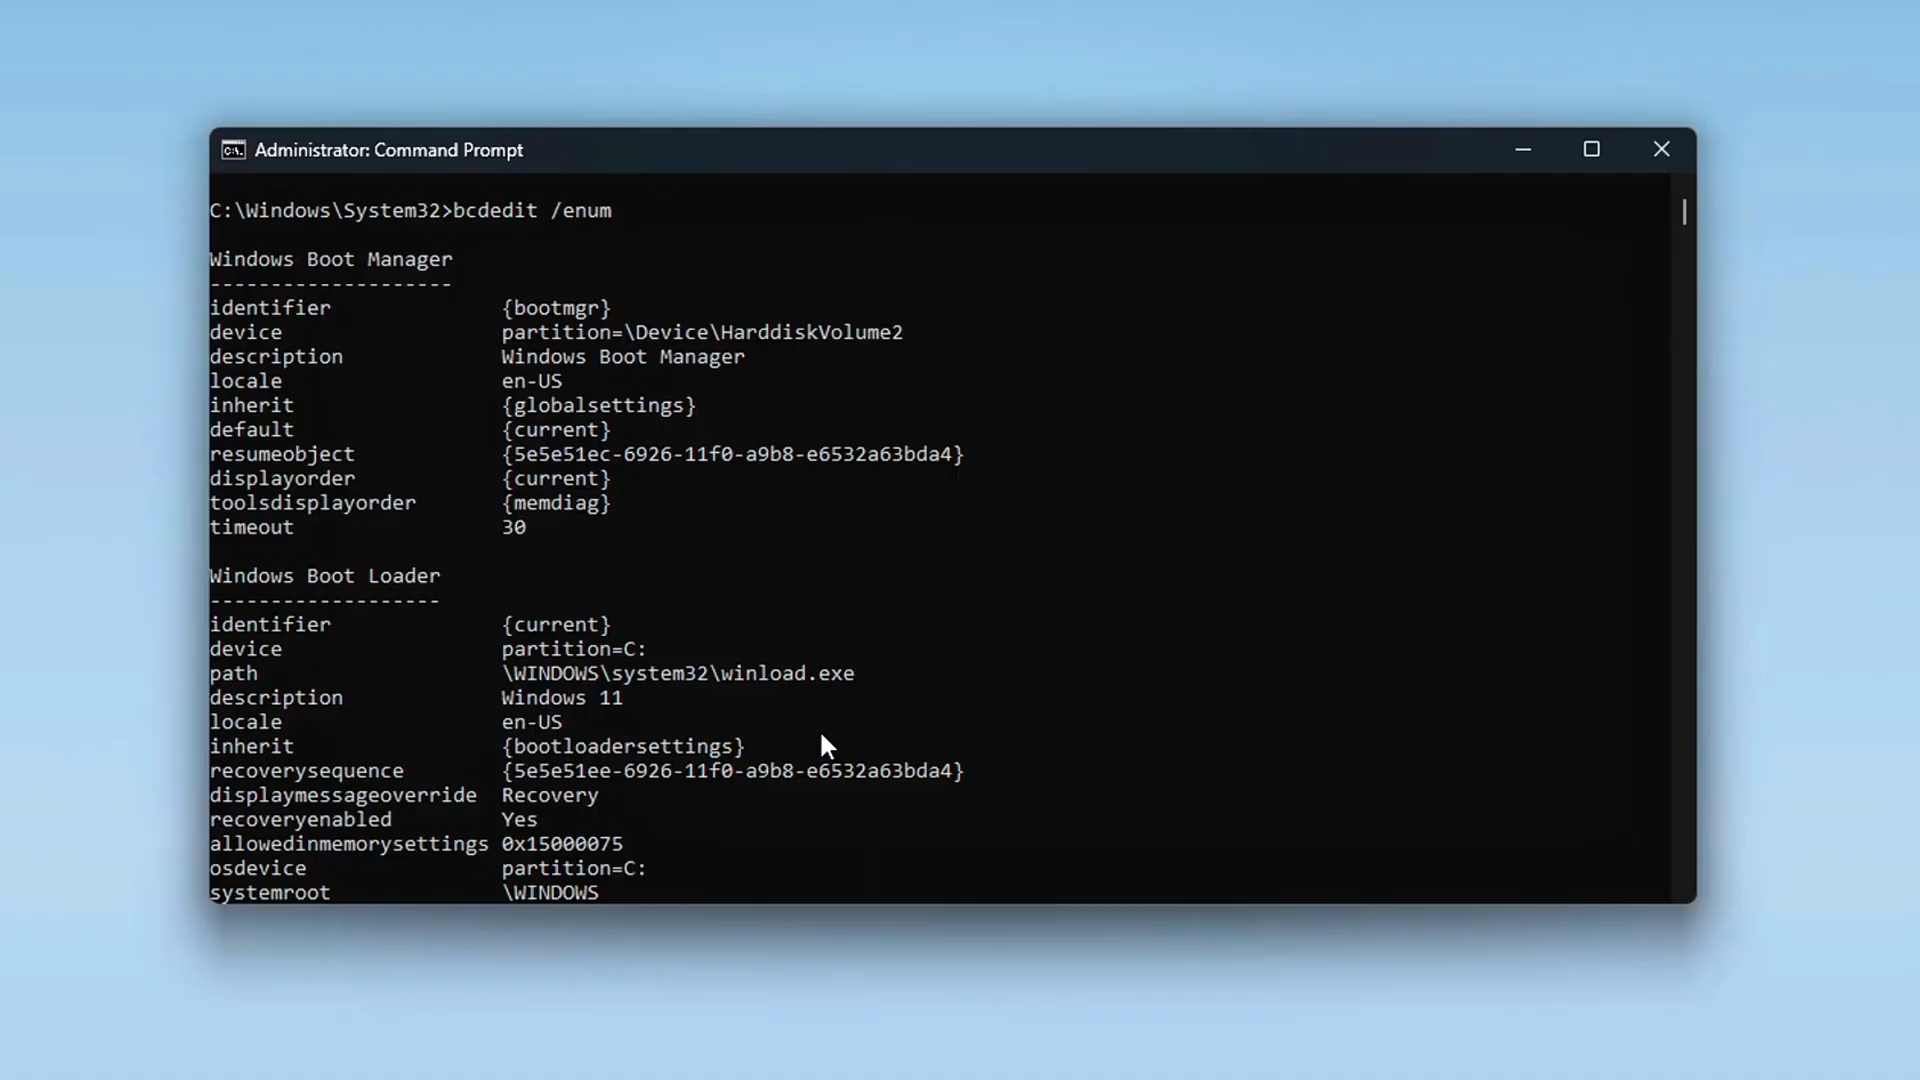 Administrator: Command Prompt
C:\Windows\System32>bcdedit /enum
Windows Boot Manager
--------------------
identifier              {bootmgr}
device                  partition=\Device\HarddiskVolume2
description             Windows Boot Manager
locale                  en-US
inherit                 {globalsettings}
default                 {current}
resumeobject            {5e5e51ec-6926-11f0-a9b8-e6532a63bda4}
displayorder            {current}
toolsdisplayorder       {memdiag}
timeout                 30
Windows Boot Loader
-------------------
identifier              {current}
device                  partition=C:
path                    \WINDOWS\system32\winload.exe
description             Windows 11
locale                  en-US
inherit                 {bootloadersettings}
recoverysequence        {5e5e51ee-6926-11f0-a9b8-e6532a63bda4}
displaymessageoverride  Recovery
recoveryenabled         Yes
allowedinmemorysettings 0x15000075
osdevice                partition=C:
systemroot              \WINDOWS